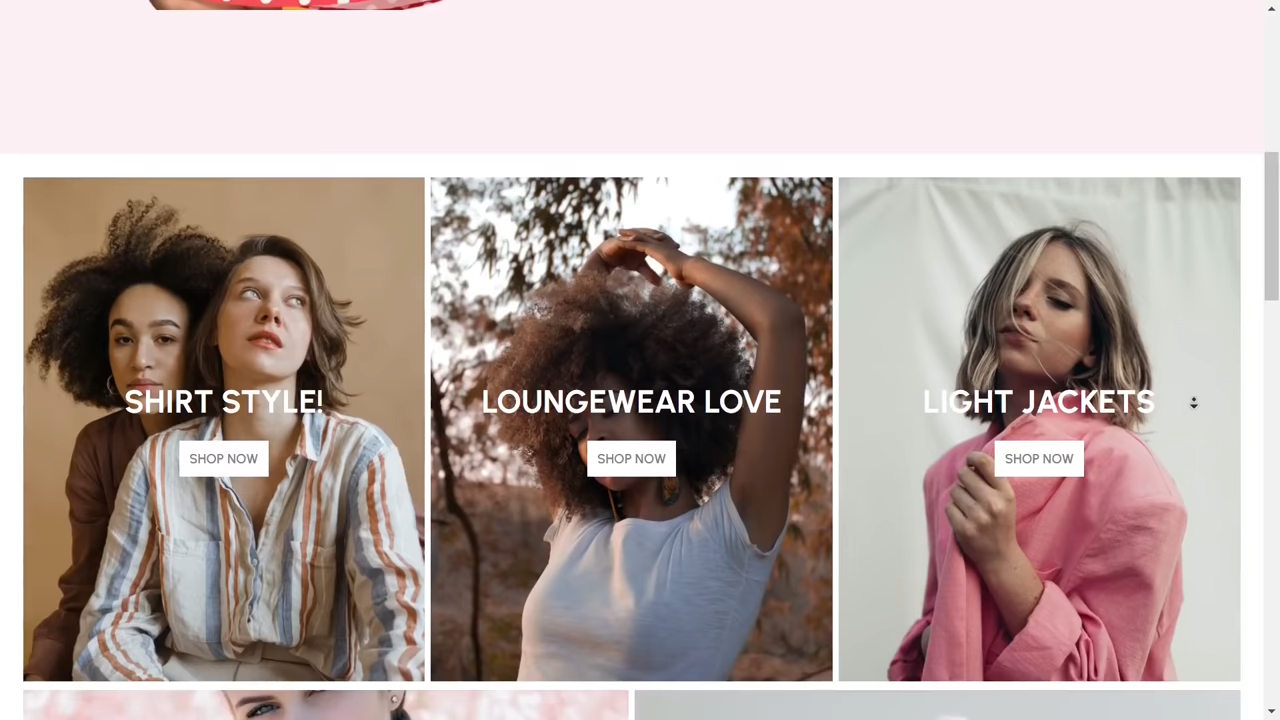 SHIRT STYLE!
SHOP NOW
LOUNGEWEAR LOVE
SHOP NOW
LIGHT JACKETS
SHOP NOW